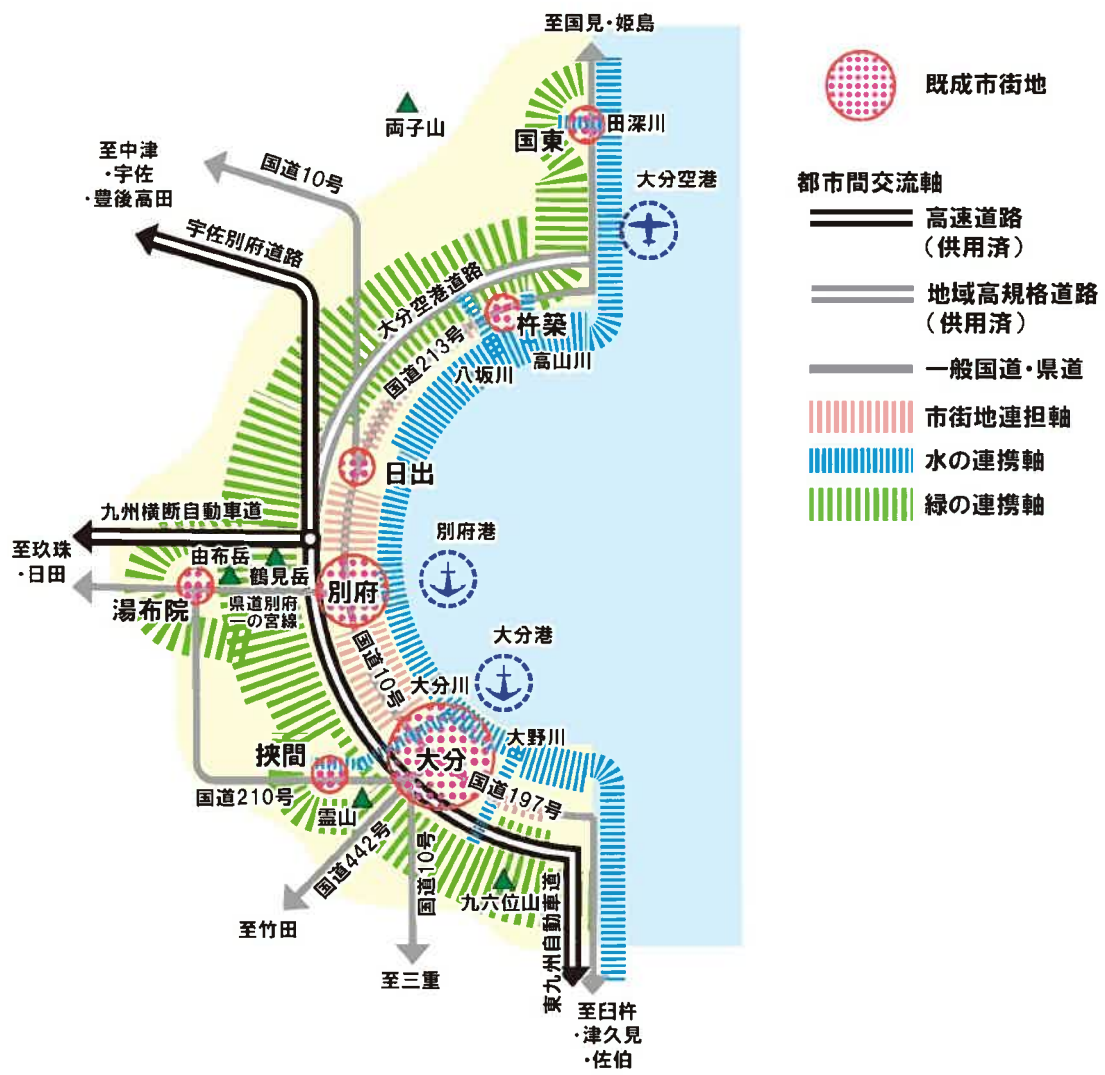 至国見・姫島
両子山
田深川
国東
至中津
・宇佐
・豊後高田
国道10号
大分空港
宇佐別府道路
大分空港道路
杵築
国道213号
高山川
八坂川
日出
九州横断自動車道
別府港
至玖珠
・日田
由布岳
鶴見岳
別府
湯布院
県道別府
一の宮線
大分港
国道10号
大分川
大野川
挾間
大分
国道210号
国道197号
霊山
国道442号
国道10号
九六位山
東九州自動車道
至竹田
至三重
至臼杵
・津久見
・佐伯
既成市街地
都市間交流軸
高速道路
（供用済）
地域高規格道路
（供用済）
一般国道・県道
市街地連担軸
水の連携軸
緑の連携軸